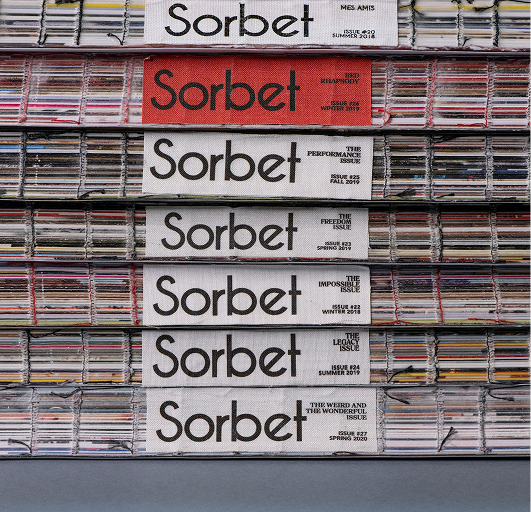 Sorbet
MES AMIS
ISSUE #20
SUMMER 2018
Sorbet
RED
RHAPSODY
ISSUE #26
WINTER 2019
Sorbet
THE
PERFORMANCE
ISSUE
ISSUE #25
FALL 2019
Sorbet
THE
FREEDOM
ISSUE
ISSUE #23
SPRING 2019
Sorbet
THE
IMPOSSIBLE
ISSUE
ISSUE #22
WINTER 2018
Sorbet
THE
LEGACY
ISSUE
ISSUE #24
SUMMER 2019
Sorbet
THE WEIRD AND
THE WONDERFUL
ISSUE
ISSUE #27
SPRING 2020